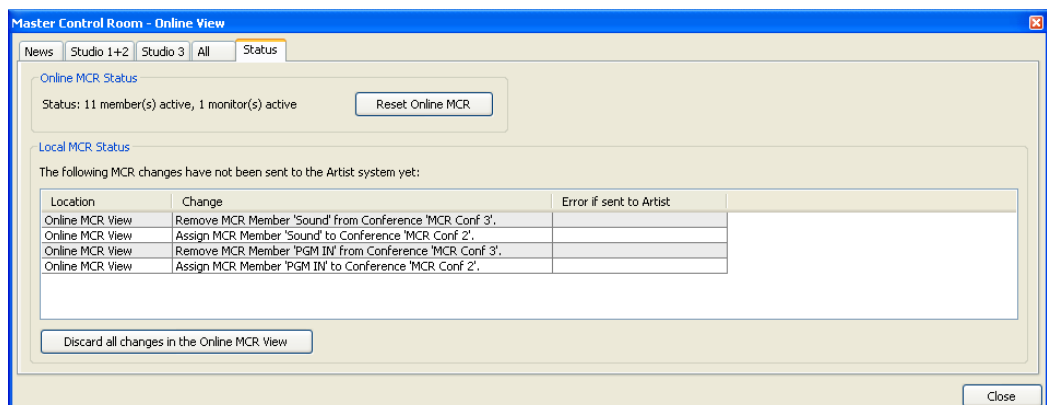 Master Control Room - Online View
News Studio 1+2 Studio 3 All Status
Online MCR Status
Status: 11 member(s) active, 1 monitor(s) active Reset Online MCR
Local MCR Status
The following MCR changes have not been sent to the Artist system yet:
Location Change Error if sent to Artist
Online MCR View Remove MCR Member 'Sound' from Conference 'MCR Conf 3'.
Online MCR View Assign MCR Member 'Sound' to Conference 'MCR Conf 2'.
Online MCR View Remove MCR Member 'PGM IN' from Conference 'MCR Conf 3'.
Online MCR View Assign MCR Member 'PGM IN' to Conference 'MCR Conf 2'.
Discard all changes in the Online MCR View
Close